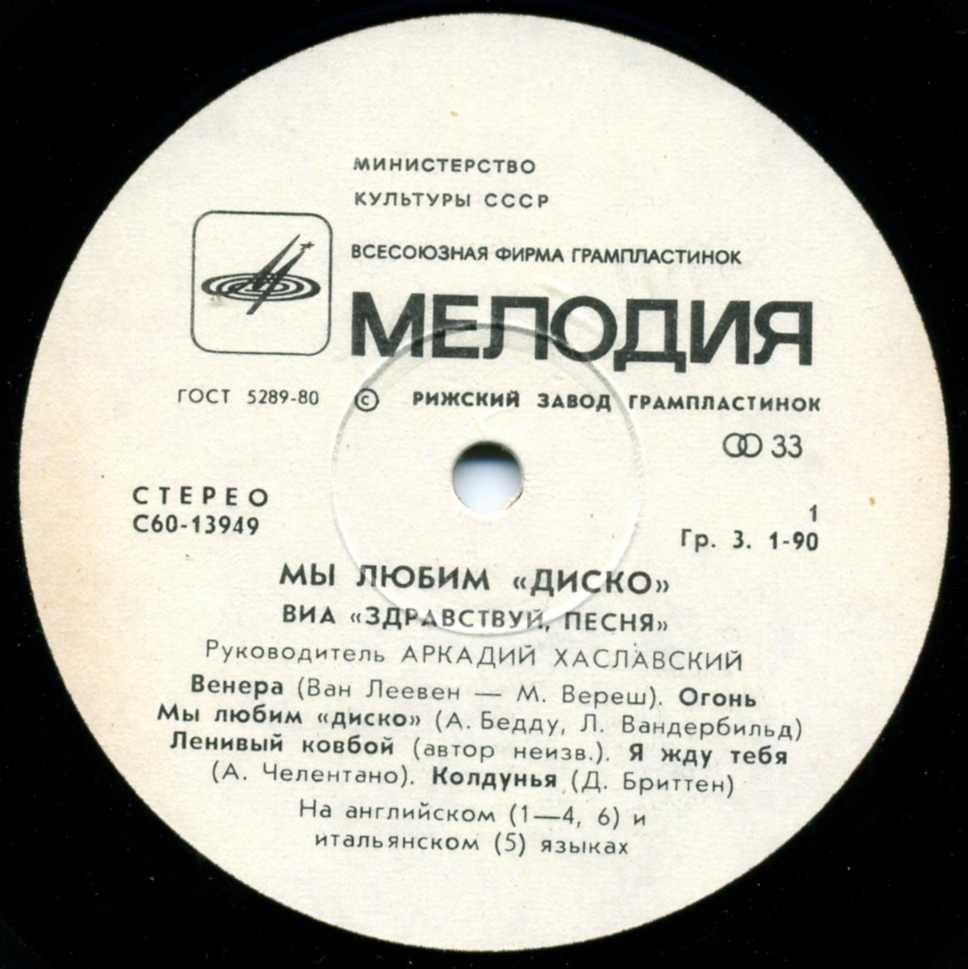 МИНИСТЕРСТВО
КУЛЬТУРЫ СССР
ВСЕСОЮЗНАЯ ФИРМА ГРАМПЛАСТИНОК
МЕЛОДИЯ
ГОСТ 5289-80 © РИЖСКИЙ ЗАВОД ГРАМПЛАСТИНОК
33
СТЕРЕО
С60-13949
1
Гр. 3. 1-90
МЫ ЛЮБИМ «ДИСКО»
ВИА «ЗДРАВСТВУЙ, ПЕСНЯ»
Руководитель АРКАДИЙ ХАСЛАВСКИЙ
Венера (Ван Леевен — М. Вереш). Огонь
Мы любим «диско» (А. Бедду, Л. Вандербильд)
Ленивый ковбой (автор неизв.). Я жду тебя
(А. Челентано). Колдунья (Д. Бриттен)
На английском (1—4, 6) и
итальянском (5) языках